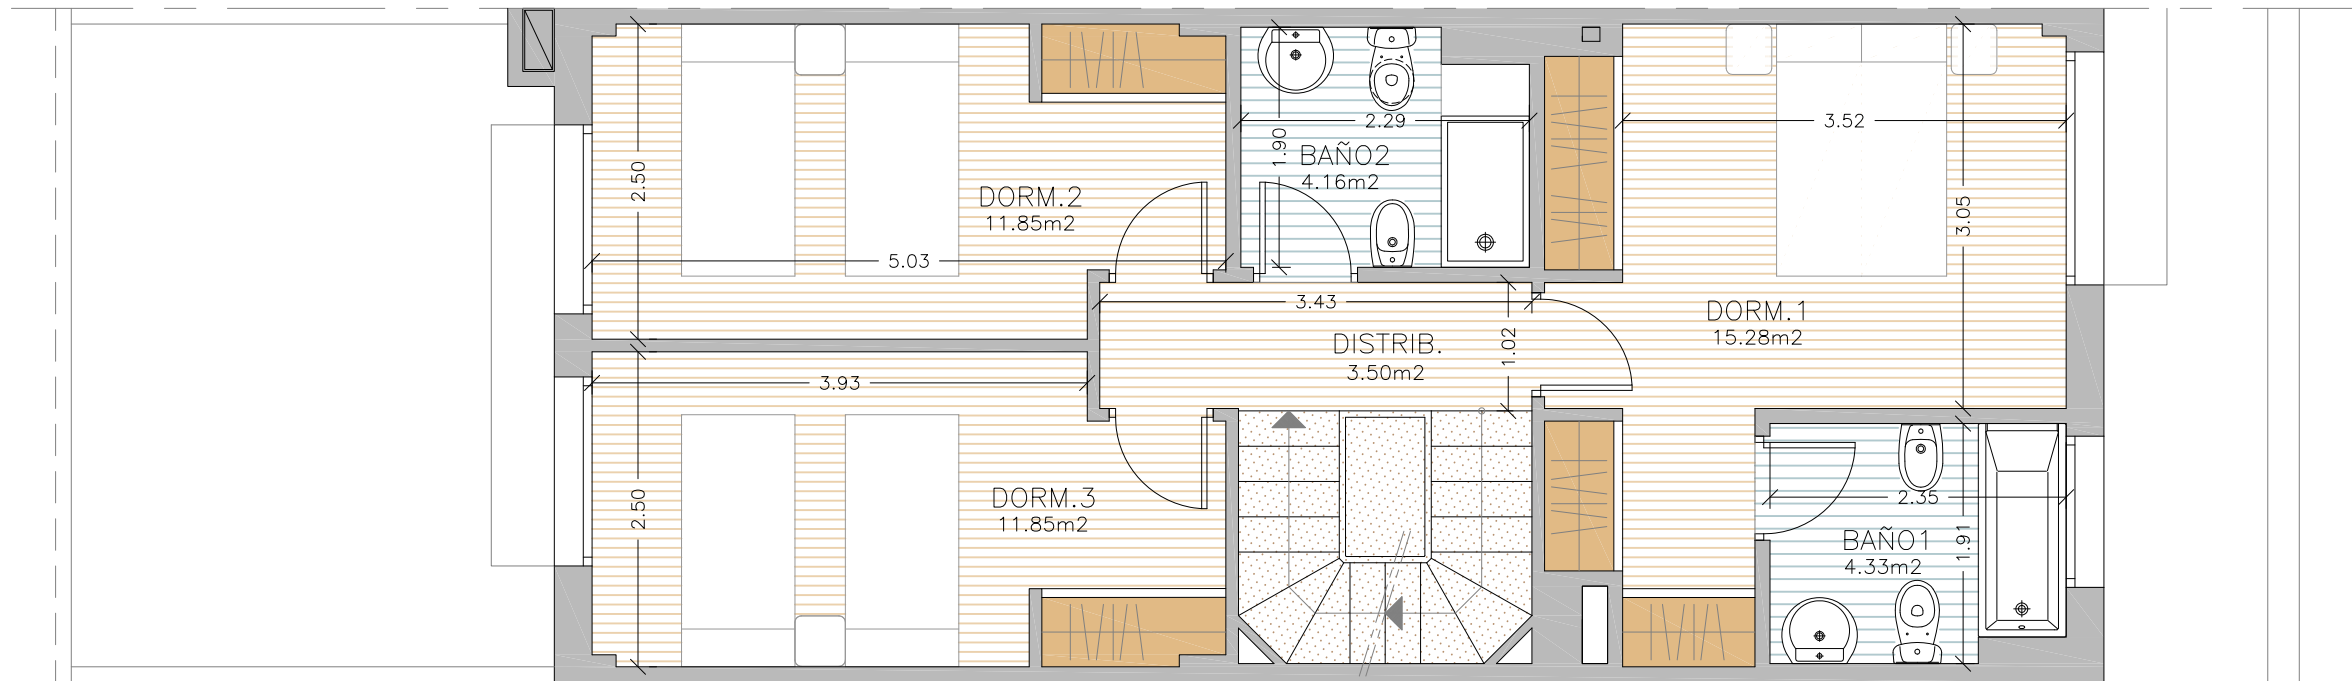 2.50
DORM.2
11.85m2
5.03
1.90
2.29
BAÑO2
4.16m2
3.52
3.05
DORM.1
15.28m2
3.43
DISTRIB.
3.50m2
1.02
3.93
2.50
DORM.3
11.85m2
2.35
BAÑO1
4.33m2
1.91